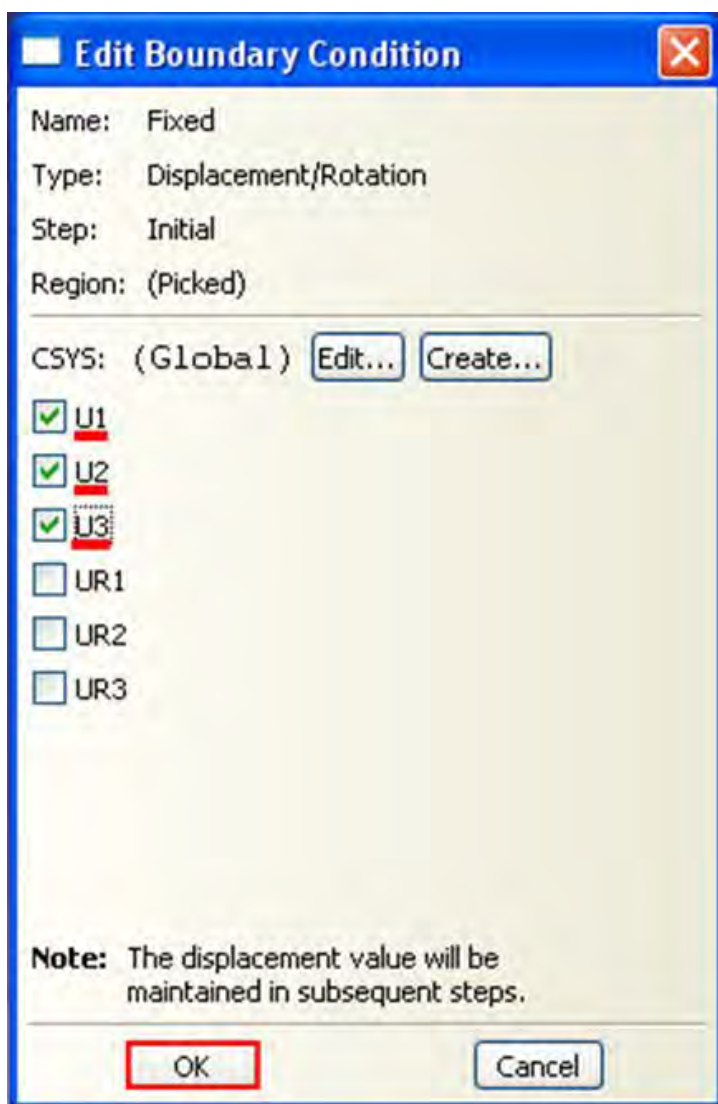 Edit Boundary Condition
Name: Fixed
Type: Displacement/Rotation
Step: Initial
Region: (Picked)
CSYS: (Global) Edit... Create...
U1
U2
U3
UR1
UR2
UR3
Note: The displacement value will be
maintained in subsequent steps.
OK Cancel